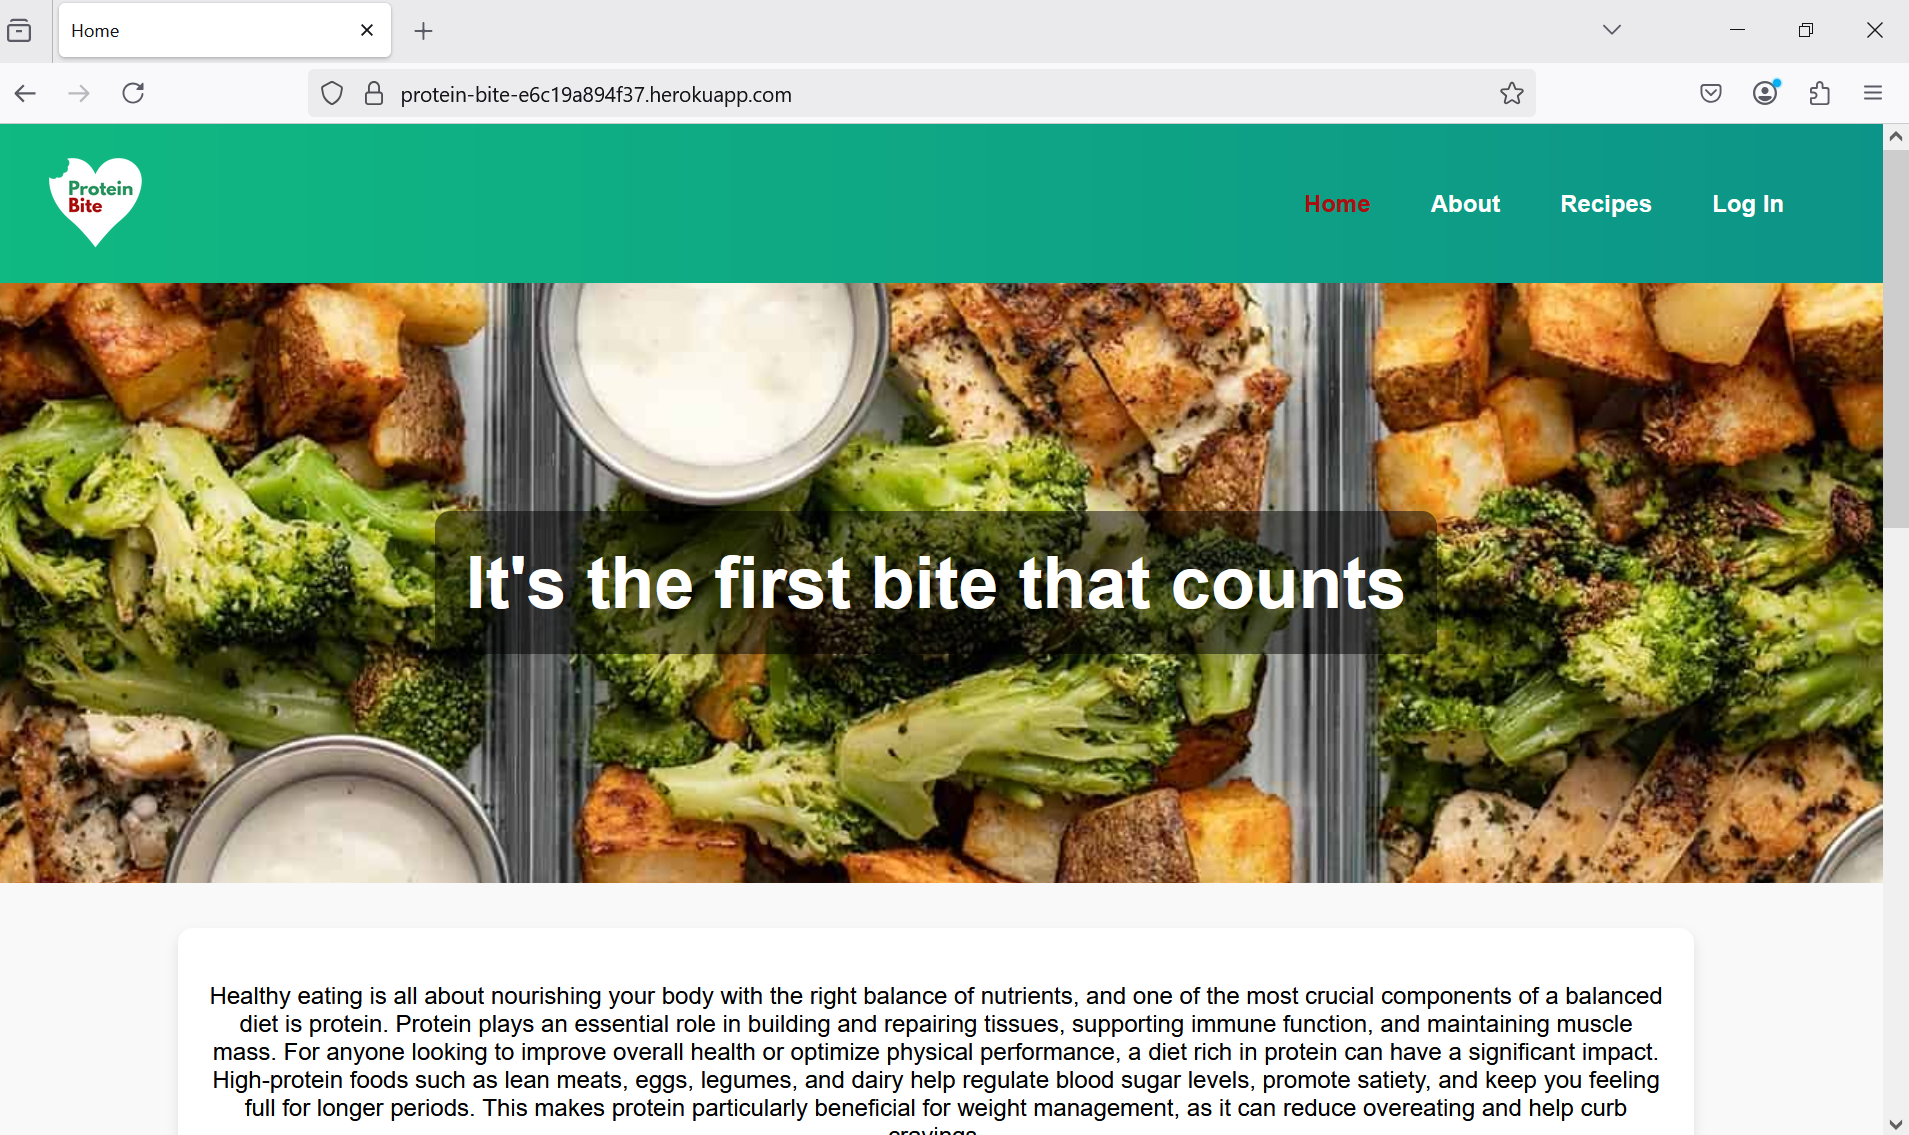 Home
protein-bite-e6c19a894f37.herokuapp.com
Protein
Bite
Home About Recipes Log In
It's the first bite that counts
Healthy eating is all about nourishing your body with the right balance of nutrients, and one of the most crucial components of a balanced
diet is protein. Protein plays an essential role in building and repairing tissues, supporting immune function, and maintaining muscle
mass. For anyone looking to improve overall health or optimize physical performance, a diet rich in protein can have a significant impact.
High-protein foods such as lean meats, eggs, legumes, and dairy help regulate blood sugar levels, promote satiety, and keep you feeling
full for longer periods. This makes protein particularly beneficial for weight management, as it can reduce overeating and help curb
cravings.